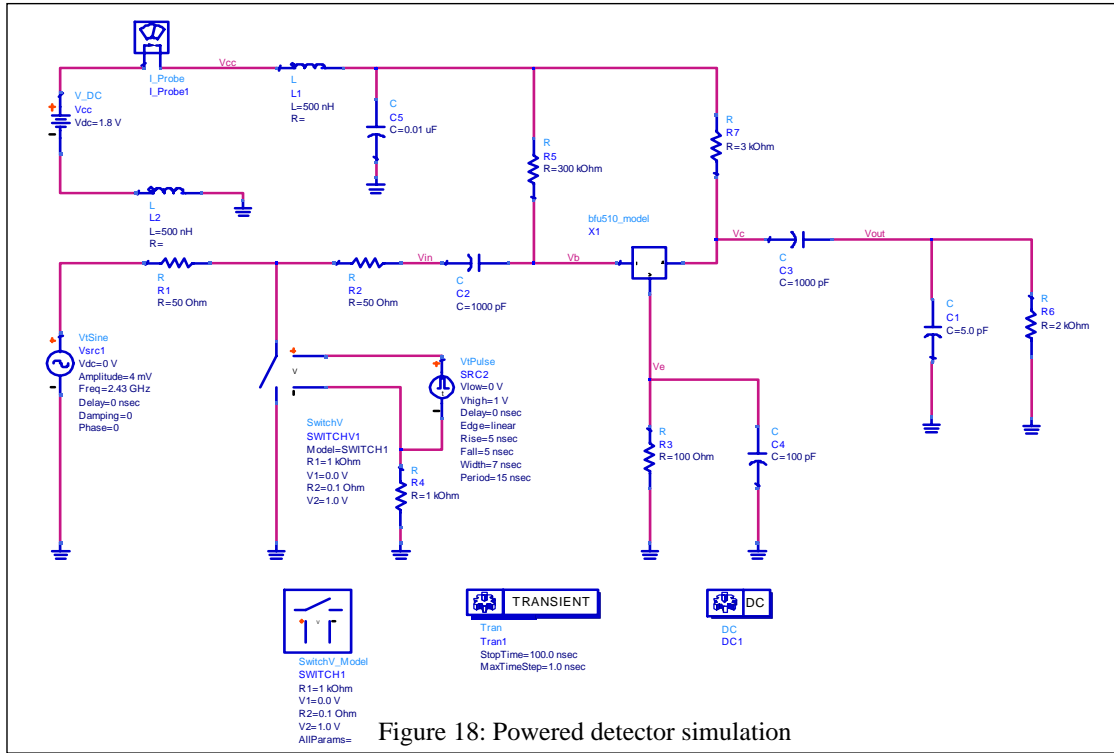 I_Probe
I_Probe1
V_DC
Vcc
Vdc=1.8 V
Vcc
L
L1
L=500 nH
R=
C
C5
C=0.01 uF
R
R5
R=300 kOhm
R
R7
R=3 kOhm
L
L2
L=500 nH
R=
R
R1
R=50 Ohm
R
R2
R=50 Ohm
Vin
C
C2
C=1000 pF
Vb
bfu510_model
X1
Vc
C
C3
C=1000 pF
Vout
C
C1
C=5.0 pF
R
R6
R=2 kOhm
VtSine
Vsrc1
Vdc=0 V
Amplitude=4 mV
Freq=2.43 GHz
Delay=0 nsec
Damping=0
Phase=0
v
SwitchV
SWITCHV1
Model=SWITCH1
R1=1 kOhm
V1=0.0 V
R2=0.1 Ohm
V2=1.0 V
VtPulse
SRC2
Vlow=0 V
Vhigh=1 V
Delay=0 nsec
Edge=linear
Rise=5 nsec
Fall=5 nsec
Width=7 nsec
Period=15 nsec
R
R4
R=1 kOhm
Ve
R
R3
R=100 Ohm
C
C4
C=100 pF
v
SwitchV_Model
SWITCH1
R1=1 kOhm
V1=0.0 V
R2=0.1 Ohm
V2=1.0 V
AllParams=
TRANSIENT
Tran
Tran1
StopTime=100.0 nsec
MaxTimeStep=1.0 nsec
DC
DC
DC1
Figure 18: Powered detector simulation